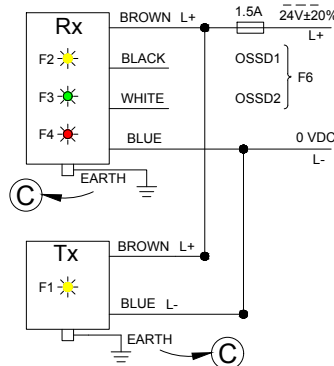 Rx
BROWN L+
1.5A
24V±20%
L+
F2
BLACK
OSSD1
F3
WHITE
OSSD2
F6
F4
BLUE
0 VDC
L-
EARTH
C
Tx
BROWN L+
F1
BLUE L-
EARTH
C